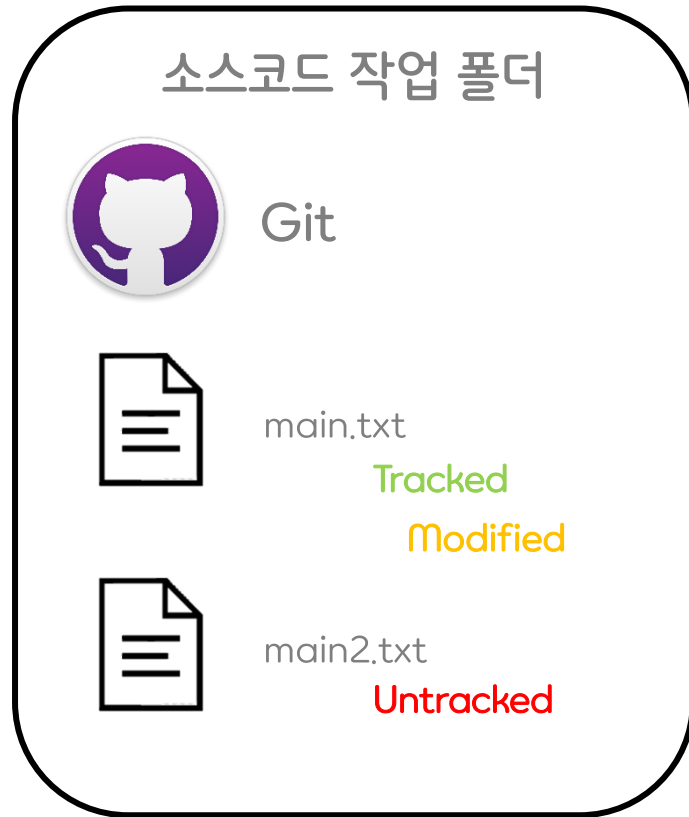 소스코드 작업 폴더
Git
main.txt
Tracked
Modified
main2.txt
Untracked